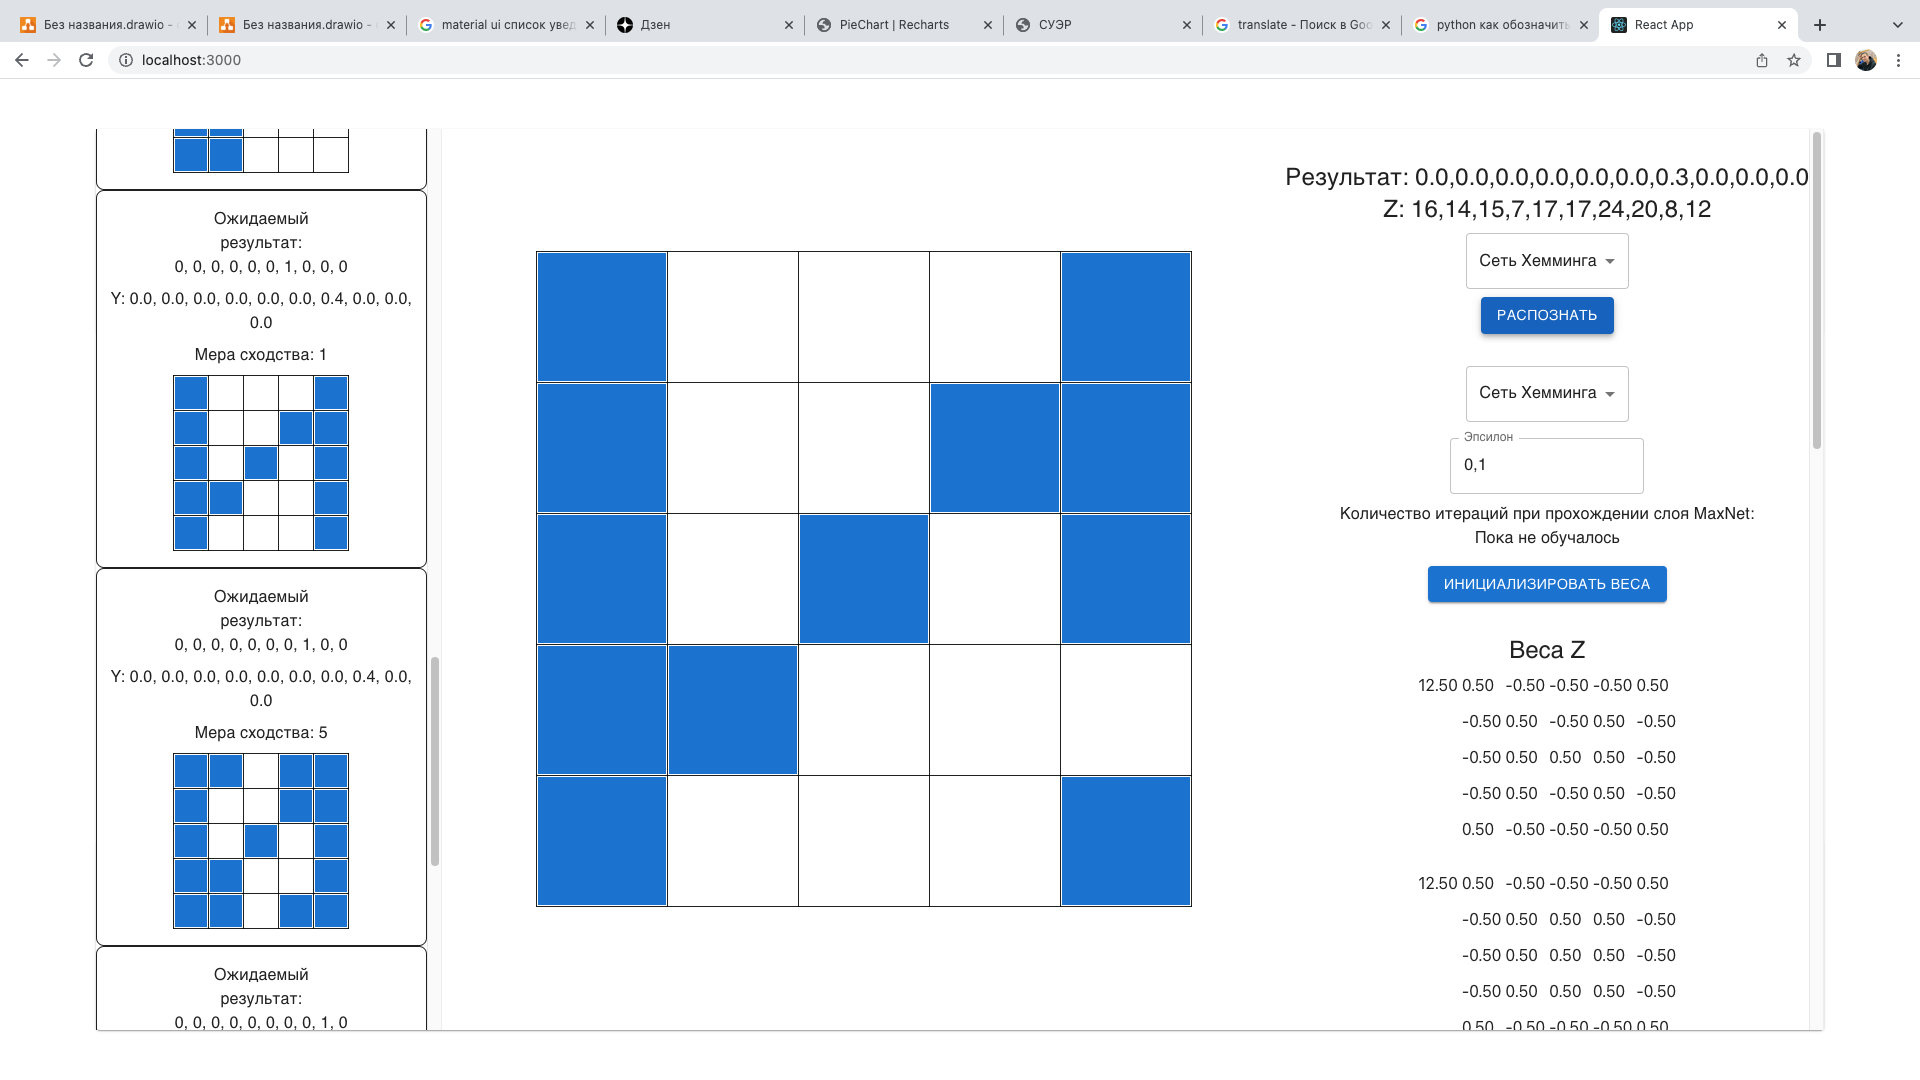 Без названия.drawio -
Без названия.drawio -
material ui список увед
Дзен
PieChart | Recharts
СУЭР
translate - Поиск в Goo
python как обозначить
React App
localhost:3000
Ожидаемый
результат:
0, 0, 0, 0, 0, 0, 1, 0, 0, 0
Y: 0.0, 0.0, 0.0, 0.0, 0.0, 0.0, 0.4, 0.0, 0.0,
0.0
Мера сходства: 1
Ожидаемый
результат:
0, 0, 0, 0, 0, 0, 0, 1, 0, 0
Y: 0.0, 0.0, 0.0, 0.0, 0.0, 0.0, 0.0, 0.4, 0.0,
0.0
Мера сходства: 5
Ожидаемый
результат:
0, 0, 0, 0, 0, 0, 0, 0, 1, 0
Результат: 0.0,0.0,0.0,0.0,0.0,0.0,0.3,0.0,0.0,0.0
Z: 16,14,15,7,17,17,24,20,8,12
Сеть Хемминга
РАСПОЗНАТЬ
Сеть Хемминга
Эпсилон
0,1
Количество итераций при прохождении слоя MaxNet:
Пока не обучалось
ИНИЦИАЛИЗИРОВАТЬ ВЕСА
Веса Z
12.50 0.50 -0.50 -0.50 -0.50 0.50
-0.50 0.50 -0.50 0.50 -0.50
-0.50 0.50 0.50 0.50 -0.50
-0.50 0.50 -0.50 0.50 -0.50
0.50 -0.50 -0.50 -0.50 0.50
12.50 0.50 -0.50 -0.50 -0.50 0.50
-0.50 0.50 0.50 0.50 -0.50
-0.50 0.50 0.50 0.50 -0.50
-0.50 0.50 0.50 0.50 -0.50
0.50 -0.50 -0.50 -0.50 0.50